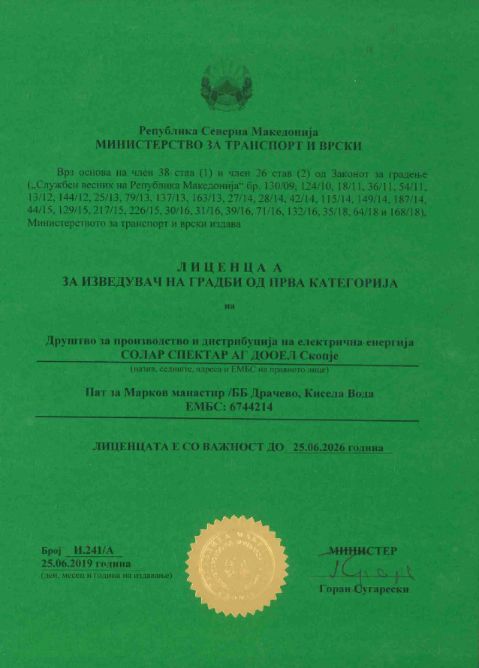 Република Северна Македонија
МИНИСТЕРСТВО ЗА ТРАНСПОРТ И ВРСКИ
Врз основа на член 38 став (1) и член 26 став (2) од Законот за градење
(„Службен весник на Република Македонија“ бр. 130/09, 124/10, 18/11, 36/11, 54/11,
13/12, 144/12, 25/13, 79/13, 137/13, 163/13, 27/14, 28/14, 42/14, 115/14, 149/14, 187/14,
44/15, 129/15, 217/15, 226/15, 30/16, 31/16, 39/16, 71/16, 132/16, 35/18, 64/18 и 168/18),
Министерството за транспорт и врски издава
Л И Ц Е Н Ц А А
ЗА ИЗВЕДУВАЧ НА ГРАДБИ ОД ПРВА КАТЕГОРИЈА
на
Друштво за производство и дистрибуција на електрична енергија
СОЛАР СПЕКТАР АГ ДООЕЛ Скопје
(назив, седиште, адреса и ЕМБС на правното лице)
Пат за Марков манастир /ББ Драчево, Кисела Вода
ЕМБС: 6744214
ЛИЦЕНЦАТА Е СО ВАЖНОСТ ДО 25.06.2026 година
Број И.241/А
25.06.2019 година
(ден, месец и година на издавање)
МИНИСТЕР
Горан Сугарески